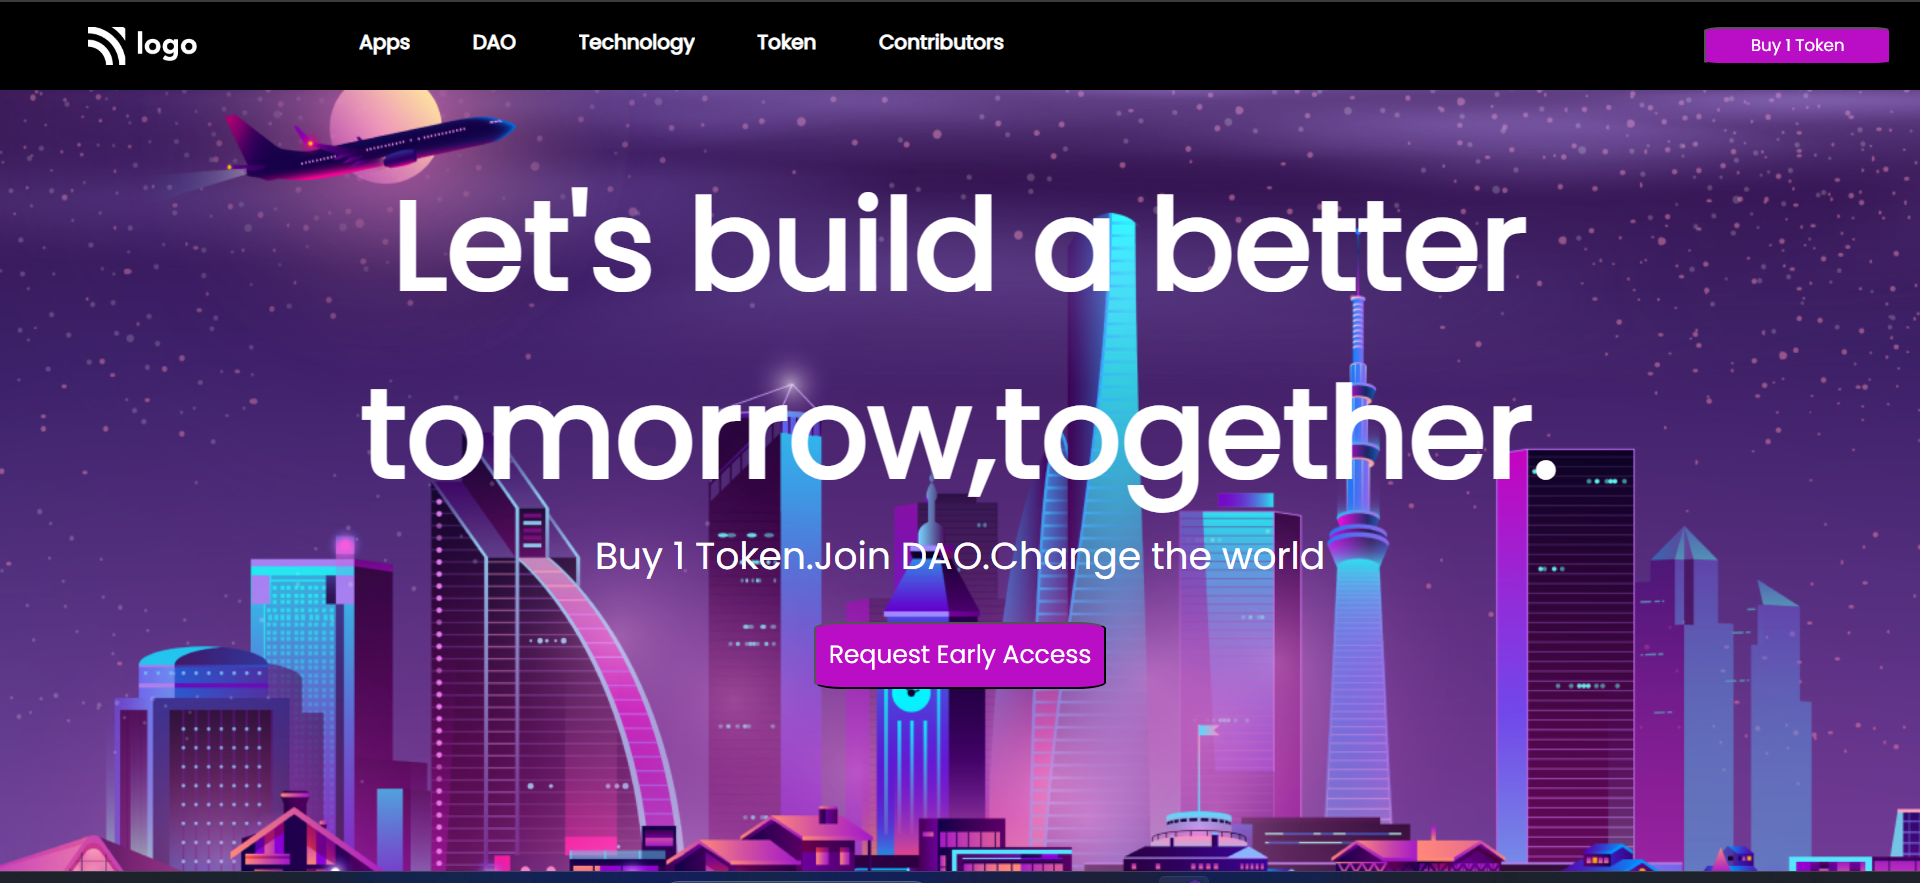 logo
Apps DAO Technology Token Contributors
Buy 1 Token
Let's build a better
tomorrow,together.
Buy 1 Token.Join DAO.Change the world
Request Early Access